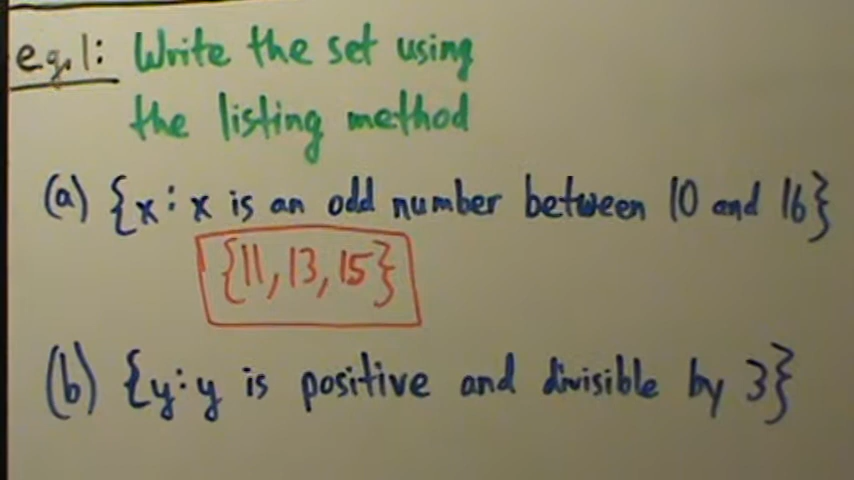 e.g.1: Write the set using
the listing method
(a) {x : x is an odd number between 10 and 16}
{11, 13, 15}
(b) {y : y is positive and divisible by 3}